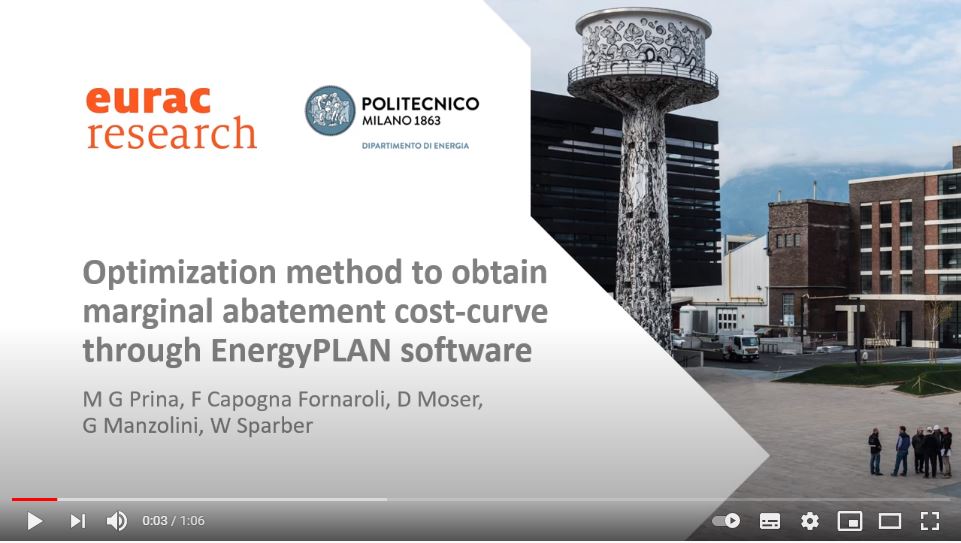 eurac
research
POLITECNICO
MILANO 1863
DIPARTIMENTO DI ENERGIA
Optimization method to obtain
marginal abatement cost-curve
through EnergyPLAN software
M G Prina, F Capogna Fornaroli, D Moser,
G Manzolini, W Sparber
0:03 / 1:06